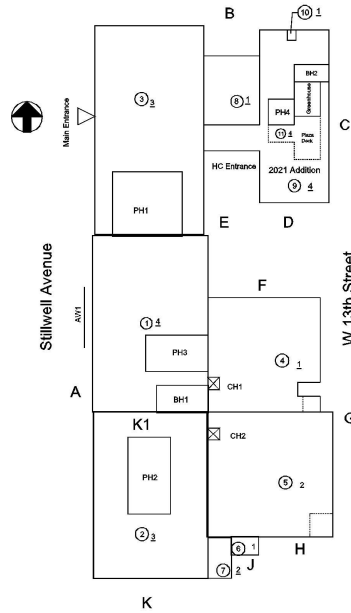 B
10 1
3 3
Main Entrance
8 1
BH2
Greenhouse
PH4
11 4
Plaza
Deck
C
HC Entrance
2021 Addition
9 4
PH1
E
D
Stillwell Avenue
W 13th Street
F
AW1
1 4
PH3
4
1
A
BH1
CH1
G
K1
CH2
PH2
5 2
2 3
H
6 1
J
7 2
K